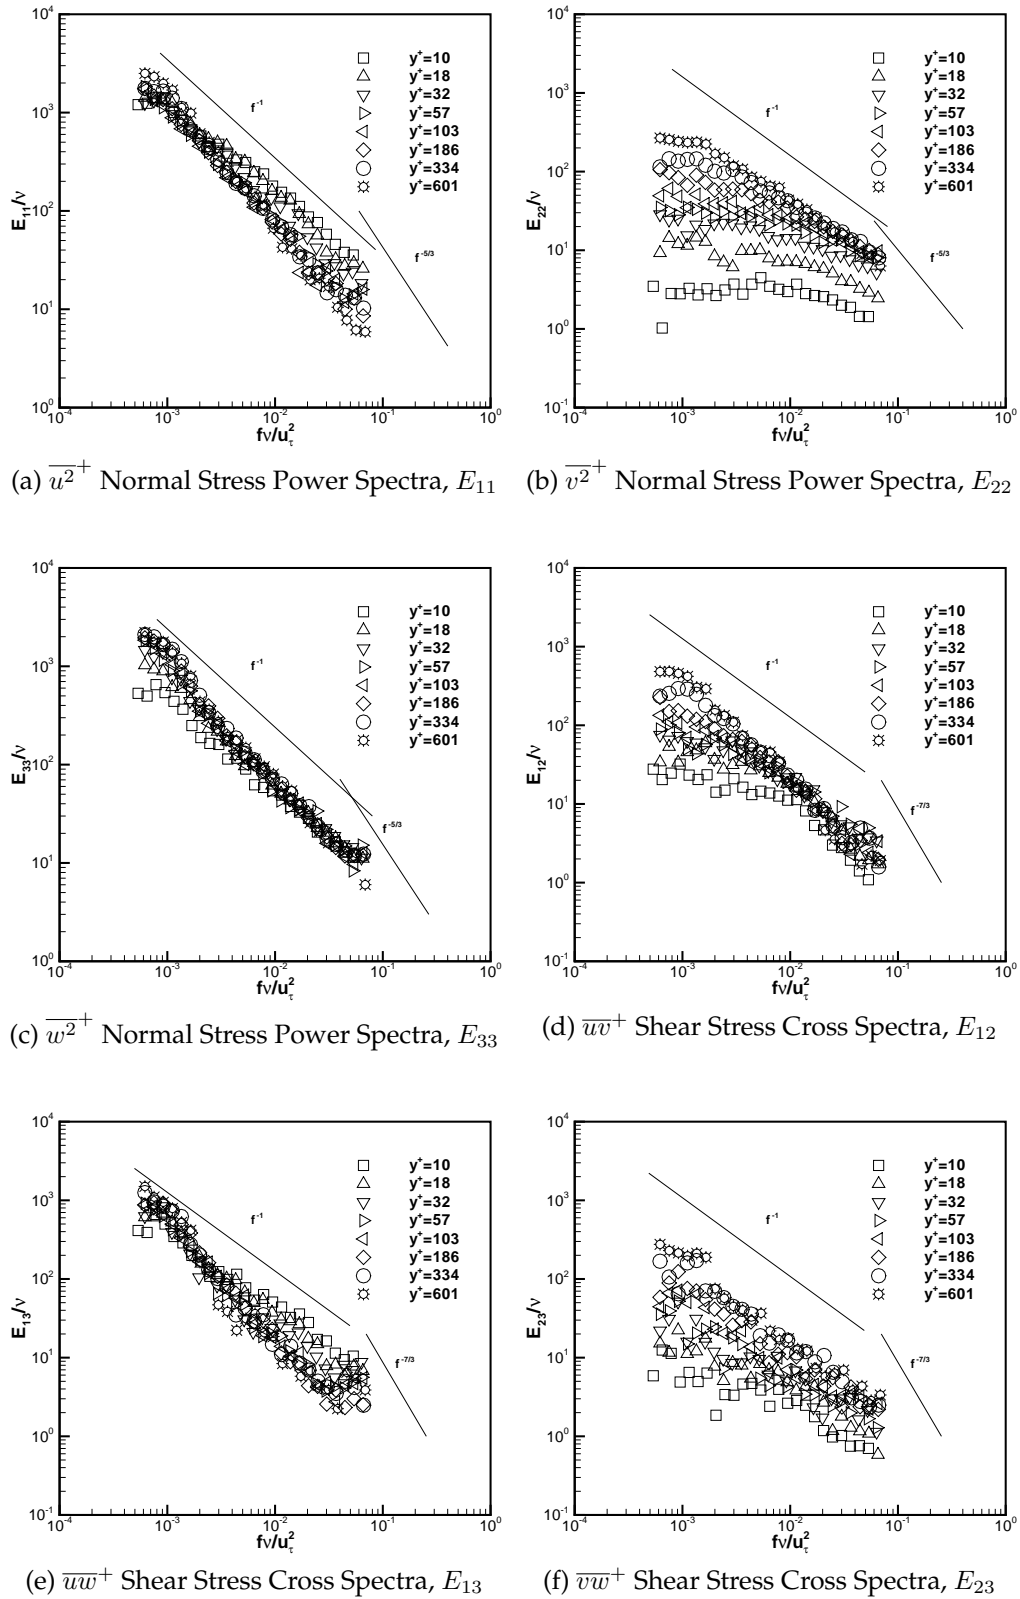 10⁴
10³
10²
10¹
10⁰
E₁₁/ν
f⁻¹
f⁻⁵/³
y⁺=10
y⁺=18
y⁺=32
y⁺=57
y⁺=103
y⁺=186
y⁺=334
y⁺=601
10⁻⁴ 10⁻³ 10⁻² 10⁻¹ 10⁰
fν/u²τ
(a) u²⁺ Normal Stress Power Spectra, E₁₁
10⁴
10³
10²
10¹
10⁰
10⁻¹
E₂₂/ν
f⁻¹
f⁻⁵/³
y⁺=10
y⁺=18
y⁺=32
y⁺=57
y⁺=103
y⁺=186
y⁺=334
y⁺=601
10⁻⁴ 10⁻³ 10⁻² 10⁻¹ 10⁰
fν/u²τ
(b) v²⁺ Normal Stress Power Spectra, E₂₂
10⁴
10³
10²
10¹
10⁰
E₃₃/ν
f⁻¹
f⁻⁵/³
y⁺=10
y⁺=18
y⁺=32
y⁺=57
y⁺=103
y⁺=186
y⁺=334
y⁺=601
10⁻⁴ 10⁻³ 10⁻² 10⁻¹ 10⁰
fν/u²τ
(c) w²⁺ Normal Stress Power Spectra, E₃₃
10⁴
10³
10²
10¹
10⁰
10⁻¹
E₁₂/ν
f⁻¹
f⁻⁷/³
y⁺=10
y⁺=18
y⁺=32
y⁺=57
y⁺=103
y⁺=186
y⁺=334
y⁺=601
10⁻⁴ 10⁻³ 10⁻² 10⁻¹ 10⁰
fν/u²τ
(d) uv⁺ Shear Stress Cross Spectra, E₁₂
10⁴
10³
10²
10¹
10⁰
10⁻¹
E₁₃/ν
f⁻¹
f⁻⁷/³
y⁺=10
y⁺=18
y⁺=32
y⁺=57
y⁺=103
y⁺=186
y⁺=334
y⁺=601
10⁻⁴ 10⁻³ 10⁻² 10⁻¹ 10⁰
fν/u²τ
(e) uw⁺ Shear Stress Cross Spectra, E₁₃
10⁴
10³
10²
10¹
10⁰
10⁻¹
E₂₃/ν
f⁻¹
f⁻⁷/³
y⁺=10
y⁺=18
y⁺=32
y⁺=57
y⁺=103
y⁺=186
y⁺=334
y⁺=601
10⁻⁴ 10⁻³ 10⁻² 10⁻¹ 10⁰
fν/u²τ
(f) vw⁺ Shear Stress Cross Spectra, E₂₃